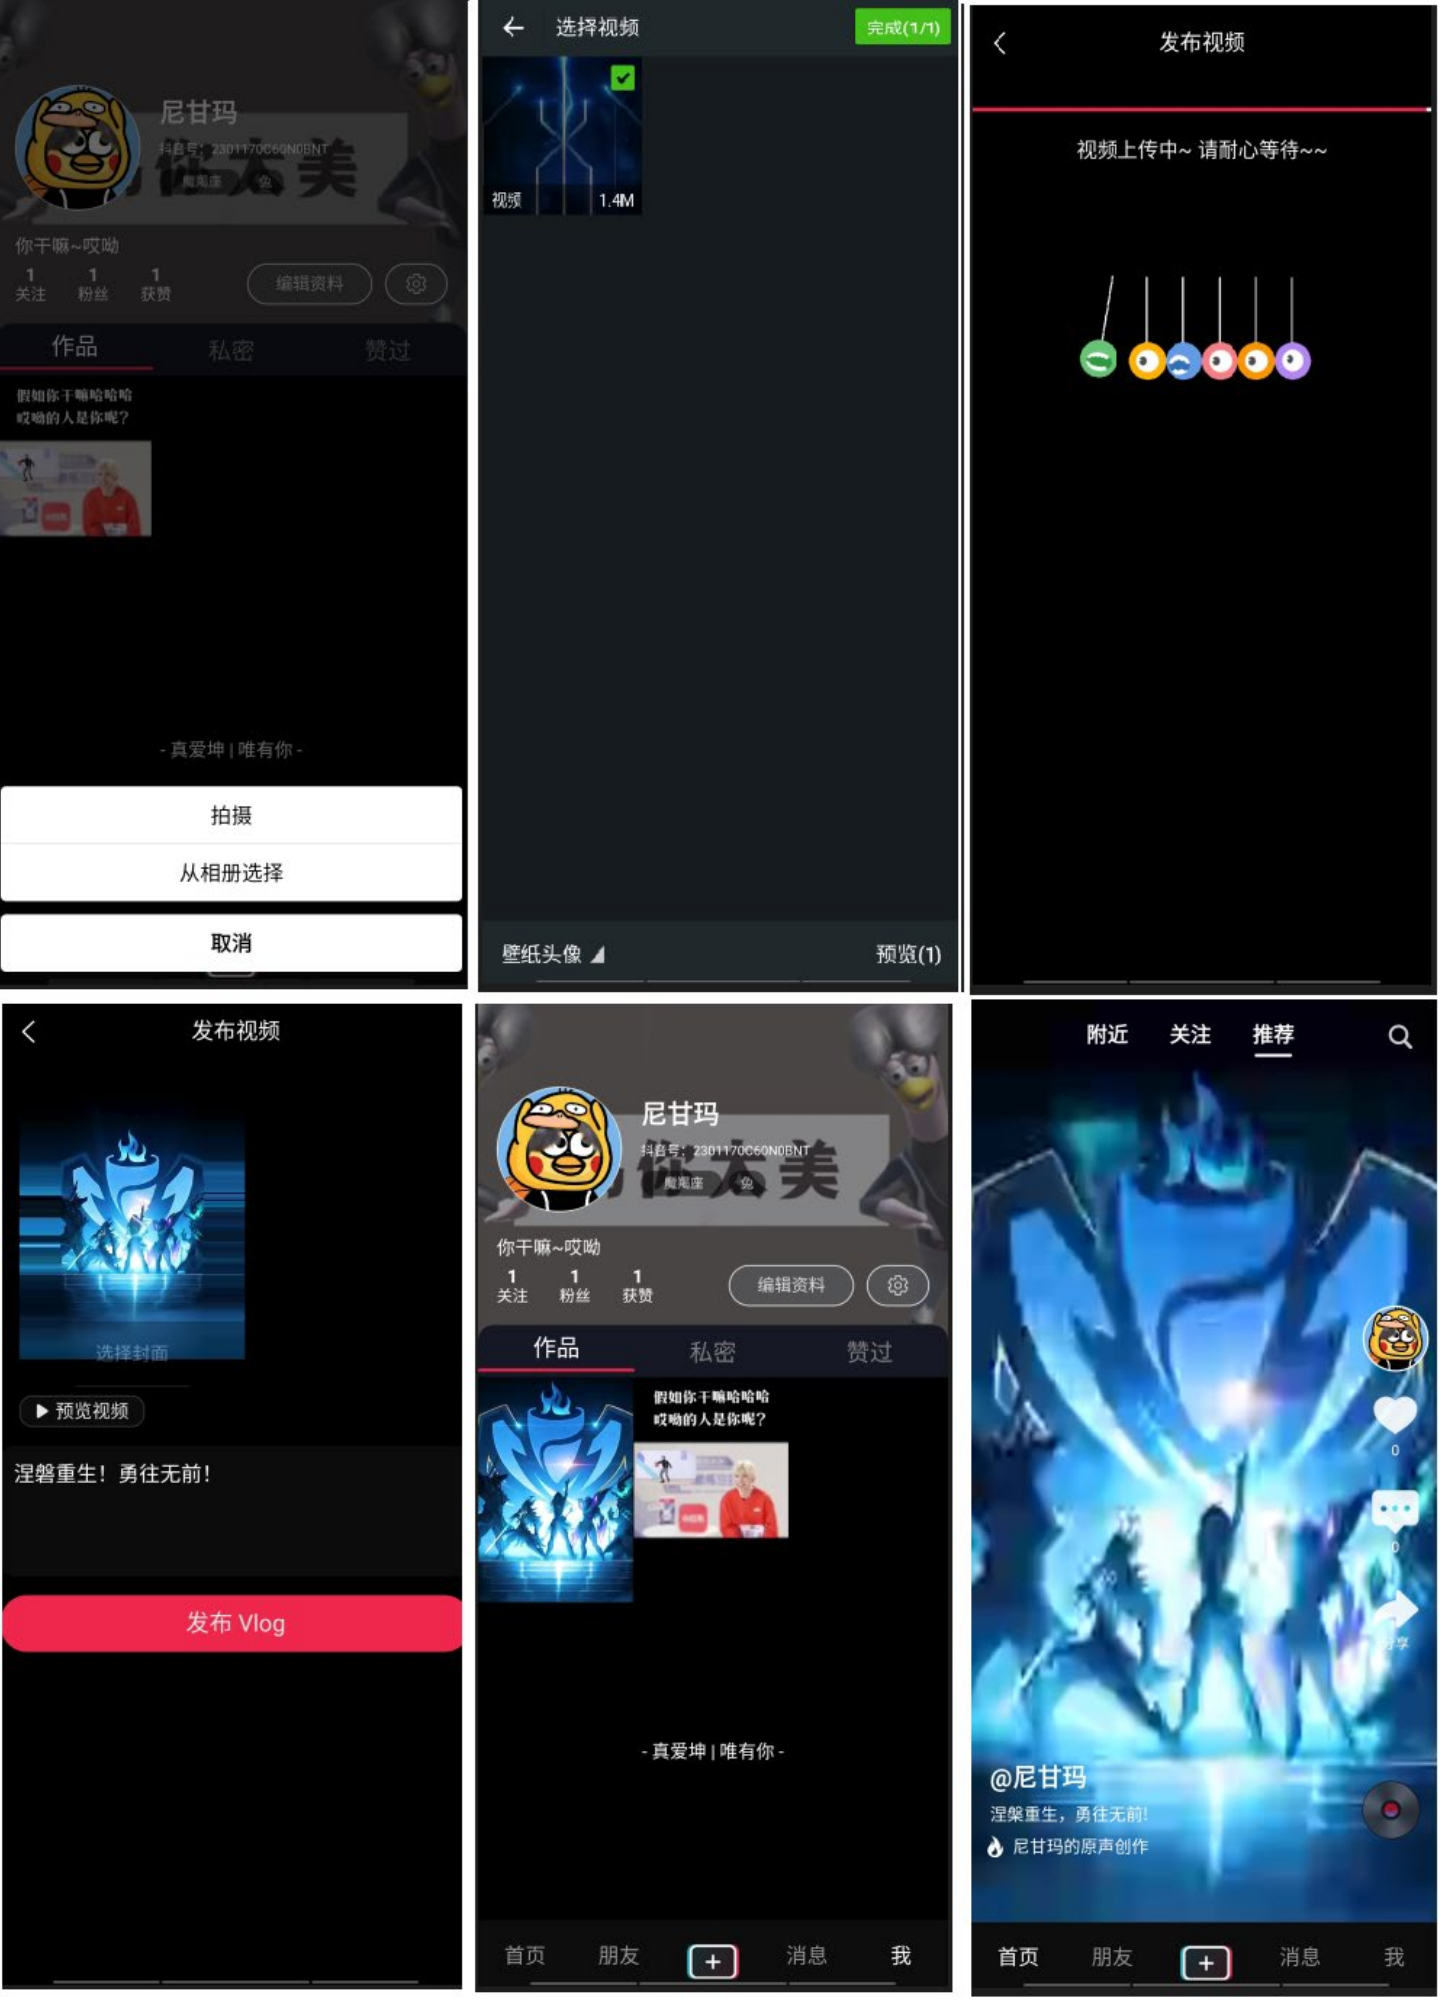 尼甘玛
抖音号：2301170C60N0BNT
你太美
魔羯座 兔
你干嘛~哎呦
1 1 1
关注 粉丝 获赞
编辑资料
作品 私密 赞过
假如你干嘛哈哈哈
哎呦的人是你呢？
- 真爱坤 | 唯有你 -
拍摄
从相册选择
取消
选择视频
完成(1/1)
视频 1.4M
壁纸头像
预览(1)
发布视频
视频上传中~ 请耐心等待~~
发布视频
选择封面
预览视频
涅磐重生！勇往无前！
发布 Vlog
尼甘玛
抖音号：2301170C60N0BNT
你太美
魔羯座 兔
你干嘛~哎呦
1 1 1
关注 粉丝 获赞
编辑资料
作品 私密 赞过
假如你干嘛哈哈哈
哎呦的人是你呢？
- 真爱坤 | 唯有你 -
首页 朋友 + 消息 我
附近 关注 推荐
0
0
分享
@尼甘玛
涅槃重生，勇往无前!
尼甘玛的原声创作
首页 朋友 + 消息 我